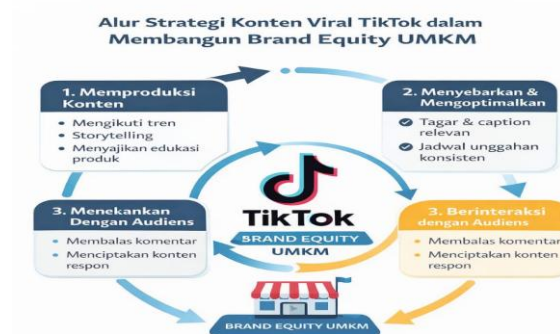 Alur Strategi Konten Viral TikTok dalam
Membangun Brand Equity UMKM
1. Memproduksi
Konten
Mengikuti tren
Storytelling
Menyajikan edukasi
produk
2. Menyebarkan &
Mengoptimalkan
Tagar & caption
relevan
Jadwal unggahan
konsisten
TikTok
BRAND EQUITY
UMKM
3. Menekankan
Dengan Audiens
Membalas komentar
Menciptakan konten
respon
3. Berinteraksi
dengan Audiens
Membalas komentar
Menciptakan konten
respon
BRAND EQUITY UMKM